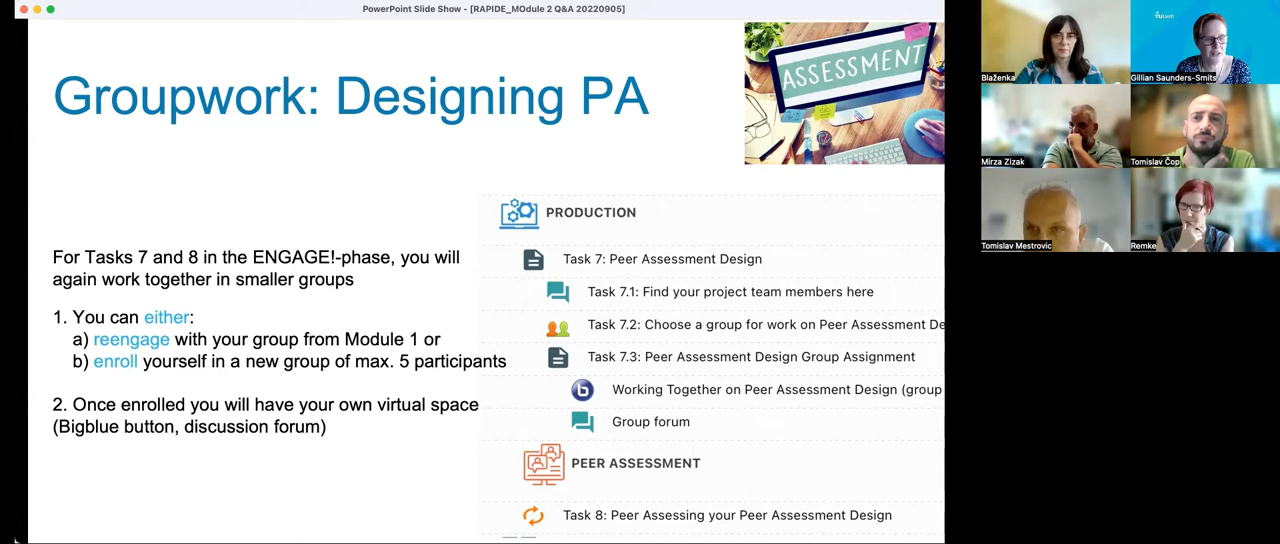 PowerPoint Slide Show - [RAPIDE_MOdule 2 Q&A 20220905]
Groupwork: Designing PA
ASSESSMENT
For Tasks 7 and 8 in the ENGAGE!-phase, you will
again work together in smaller groups
1. You can either:
a) reengage with your group from Module 1 or
b) enroll yourself in a new group of max. 5 participants
2. Once enrolled you will have your own virtual space
(Bigblue button, discussion forum)
PRODUCTION
Task 7: Peer Assessment Design
Task 7.1: Find your project team members here
Task 7.2: Choose a group for work on Peer Assessment De
Task 7.3: Peer Assessment Design Group Assignment
b
Working Together on Peer Assessment Design (group
Group forum
PEER ASSESSMENT
Task 8: Peer Assessing your Peer Assessment Design
Blaženka
TUDelft
Gillian Saunders-Smits
Mirza Zizak
Tomislav Čop
Tomislav Mestrovic
Remke